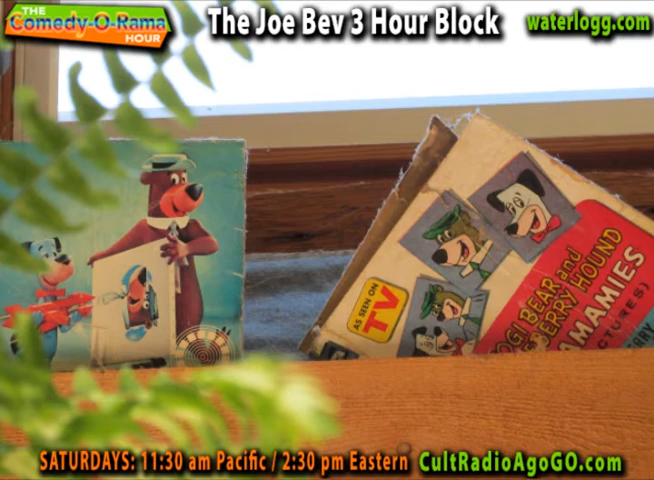 THE
Comedy-O-Rama
HOUR
The Joe Bev 3 Hour Block
waterlogg.com
AS SEEN ON
TV
OGI BEAR and
BERRY HOUND
AMAMIES
CTURES)
SATURDAYS: 11:30 am Pacific / 2:30 pm Eastern
CultRadioAgoGO.com